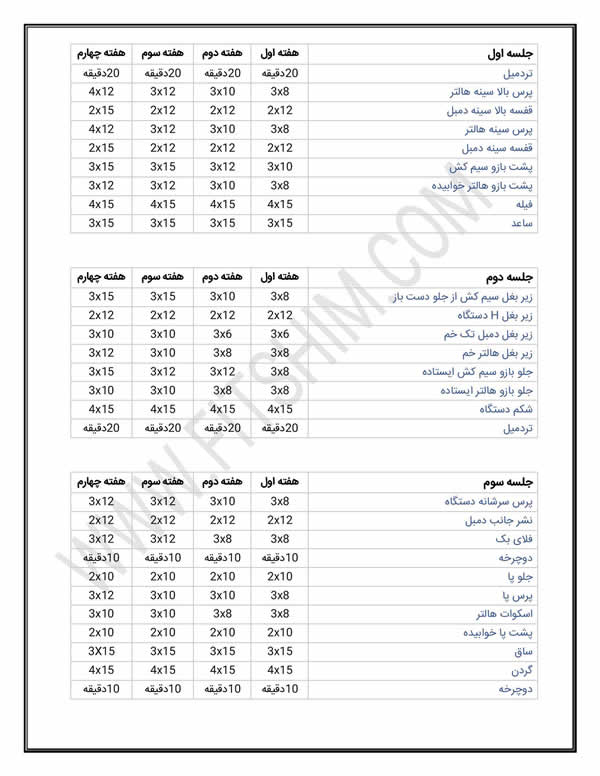 جلسه اول هفته اول هفته دوم هفته سوم هفته چهارم
تردمیل 20دقیقه 20دقیقه 20دقیقه 20دقیقه
پرس بالا سینه هالتر 3x8 3x10 3x12 4x12
قفسه بالا سینه دمبل 2x12 2x12 2x12 2x15
پرس سینه هالتر 3x8 3x10 3x12 4x12
قفسه سینه دمبل 2x12 2x12 2x12 2x15
پشت بازو سیم کش 3x10 3x12 3x15 3x15
پشت بازو هالتر خوابیده 3x8 3x10 3x12 3x12
فیله 4x15 4x15 4x15 4x15
ساعد 3x15 3x15 3x15 3x15
جلسه دوم هفته اول هفته دوم هفته سوم هفته چهارم
زیر بغل سیم کش از جلو دست باز 3x8 3x10 3x15 3x15
زیر بغل H دستگاه 2x12 2x12 2x12 2x12
زیر بغل دمبل تک خم 3x6 3x6 3x10 3x10
زیر بغل هالتر خم 3x8 3x8 3x10 3x12
جلو بازو سیم کش ایستاده 3x8 3x12 3x12 3x15
جلو بازو هالتر ایستاده 3x8 3x8 3x10 3x10
شکم دستگاه 4x15 4x15 4x15 4x15
تردمیل 20دقیقه 20دقیقه 20دقیقه 20دقیقه
جلسه سوم هفته اول هفته دوم هفته سوم هفته چهارم
پرس سرشانه دستگاه 3x8 3x10 3x12 3x12
نشر جانب دمبل 2x12 2x12 2x12 2x12
فلای بک 3x8 3x8 3x12 3x12
دوچرخه 10دقیقه 10دقیقه 10دقیقه 10دقیقه
جلو پا 2x10 2x10 2x10 2x10
پرس پا 3x8 3x10 3x10 3x12
اسکوات هالتر 3x8 3x8 3x10 3x10
پشت پا خوابیده 2x10 2x10 2x10 2x10
ساق 3x15 3x15 3x15 3X15
گردن 4x15 4x15 4x15 4x15
دوچرخه 10دقیقه 10دقیقه 10دقیقه 10دقیقه
WWW.FITSHIM.COM